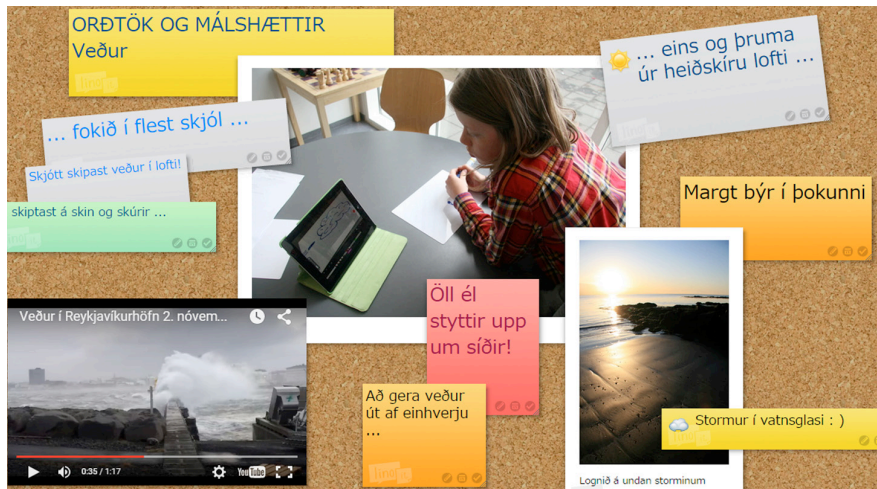 ORÐTÖK OG MÁLSHÆTTIR
Veður
... eins og þruma
úr heiðskíru lofti ...
... fokið í flest skjól ...
Skjótt skipast veður í lofti!
skiptast á skin og skúrir ...
Margt býr í þokunni
Öll él
styttir upp
um síðir!
Veður í Reykjavíkurhöfn 2. nóvem...
0:35 / 1:17
YouTube
Að gera veður
út af einhverju
...
Stormur í vatnsglasi : )
Lognið á undan storminum